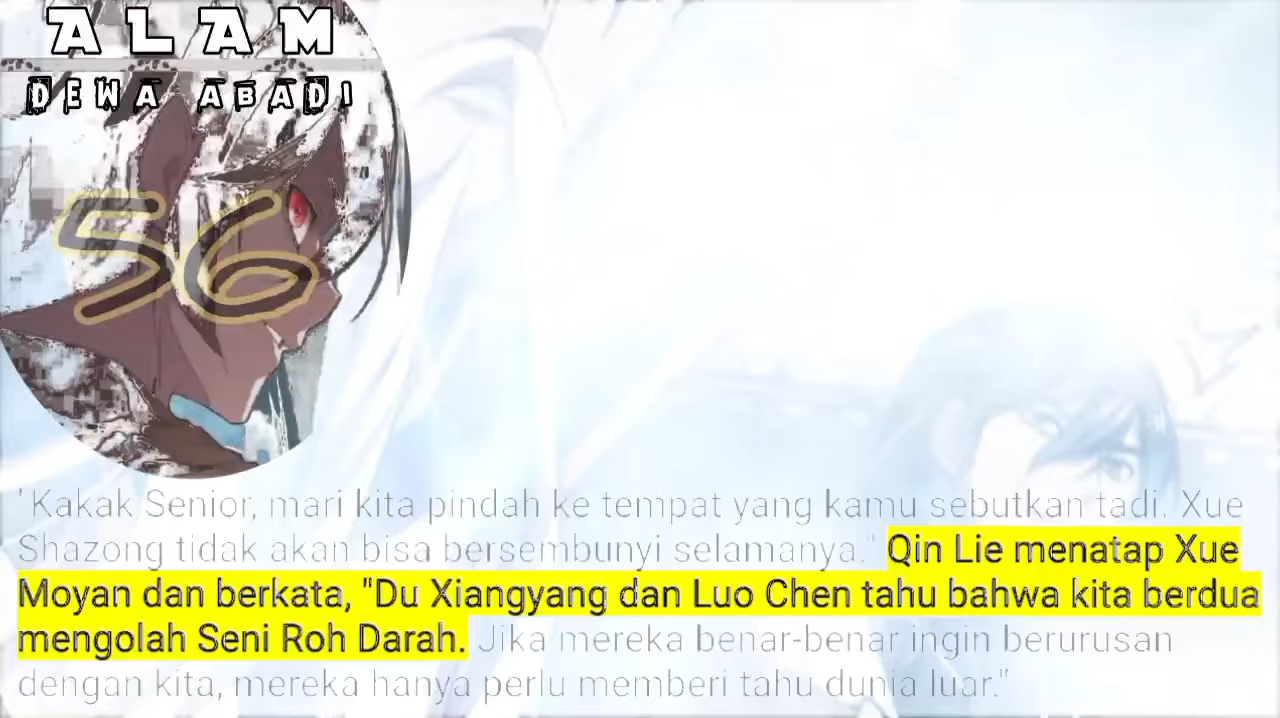 ALAM
DEWA ABADI
56
"Kakak Senior, mari kita pindah ke tempat yang kamu sebutkan tadi. Xue
Shazong tidak akan bisa bersembunyi selamanya." Qin Lie menatap Xue
Moyan dan berkata, "Du Xiangyang dan Luo Chen tahu bahwa kita berdua
mengolah Seni Roh Darah. Jika mereka benar-benar ingin berurusan
dengan kita, mereka hanya perlu memberi tahu dunia luar."